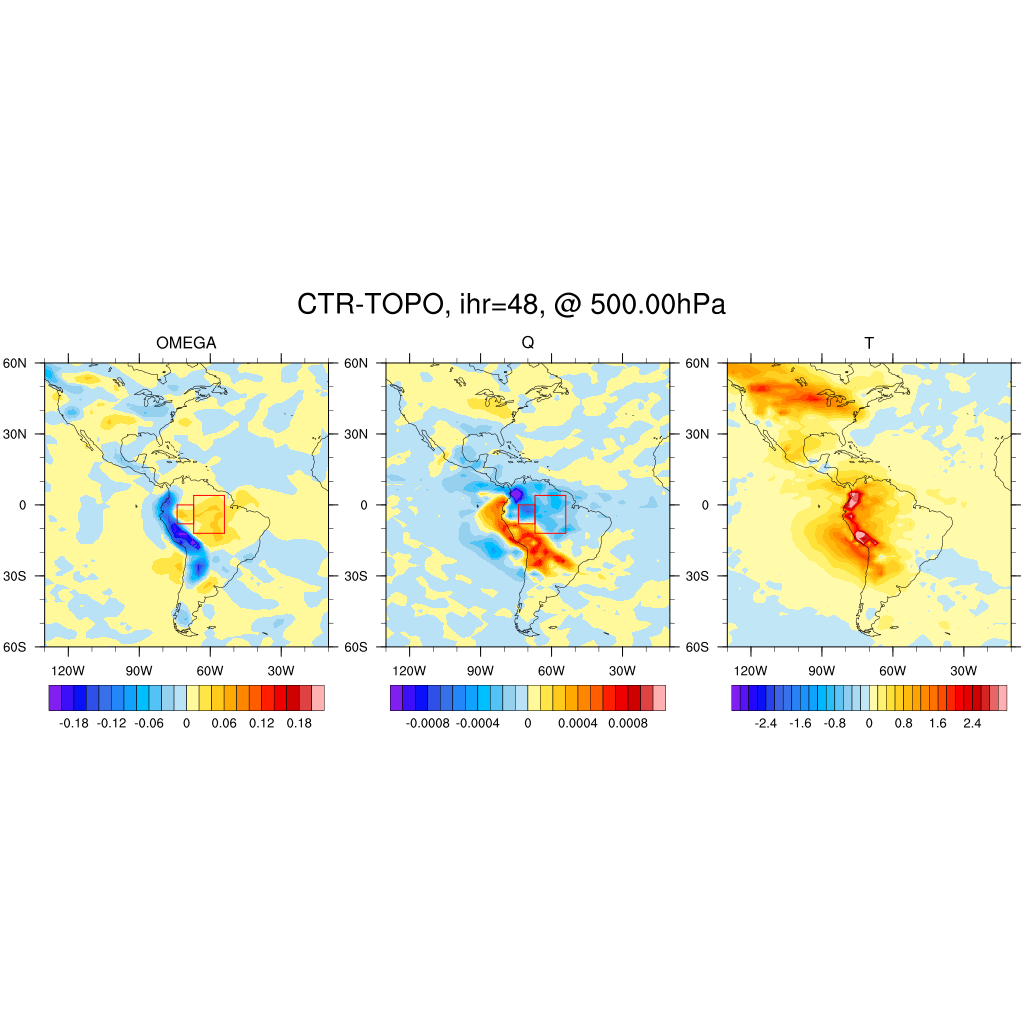 CTR-TOPO, ihr=48, @ 500.00hPa
OMEGA Q T
60N 60N 60N
30N 30N 30N
0 0 0
30S 30S 30S
60S 60S 60S
120W 90W 60W 30W 120W 90W 60W 30W 120W 90W 60W 30W
-0.18 -0.12 -0.06 0 0.06 0.12 0.18 -0.0008 -0.0004 0 0.0004 0.0008 -2.4 -1.6 -0.8 0 0.8 1.6 2.4